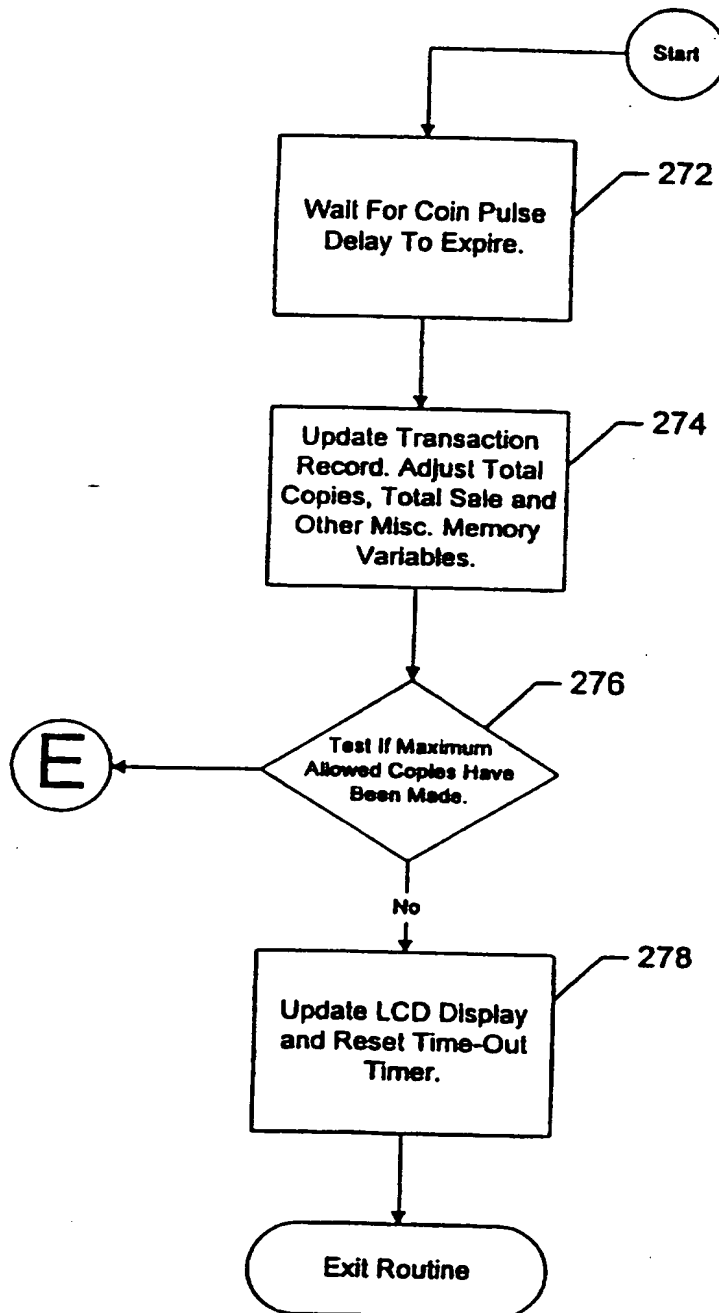 Start
272
Wait For Coin Pulse
Delay To Expire.
274
Update Transaction
Record. Adjust Total
Copies, Total Sale and
Other Misc. Memory
Variables.
276
Test If Maximum
Allowed Copies Have
Been Made.
E
No
278
Update LCD Display
and Reset Time-Out
Timer.
Exit Routine